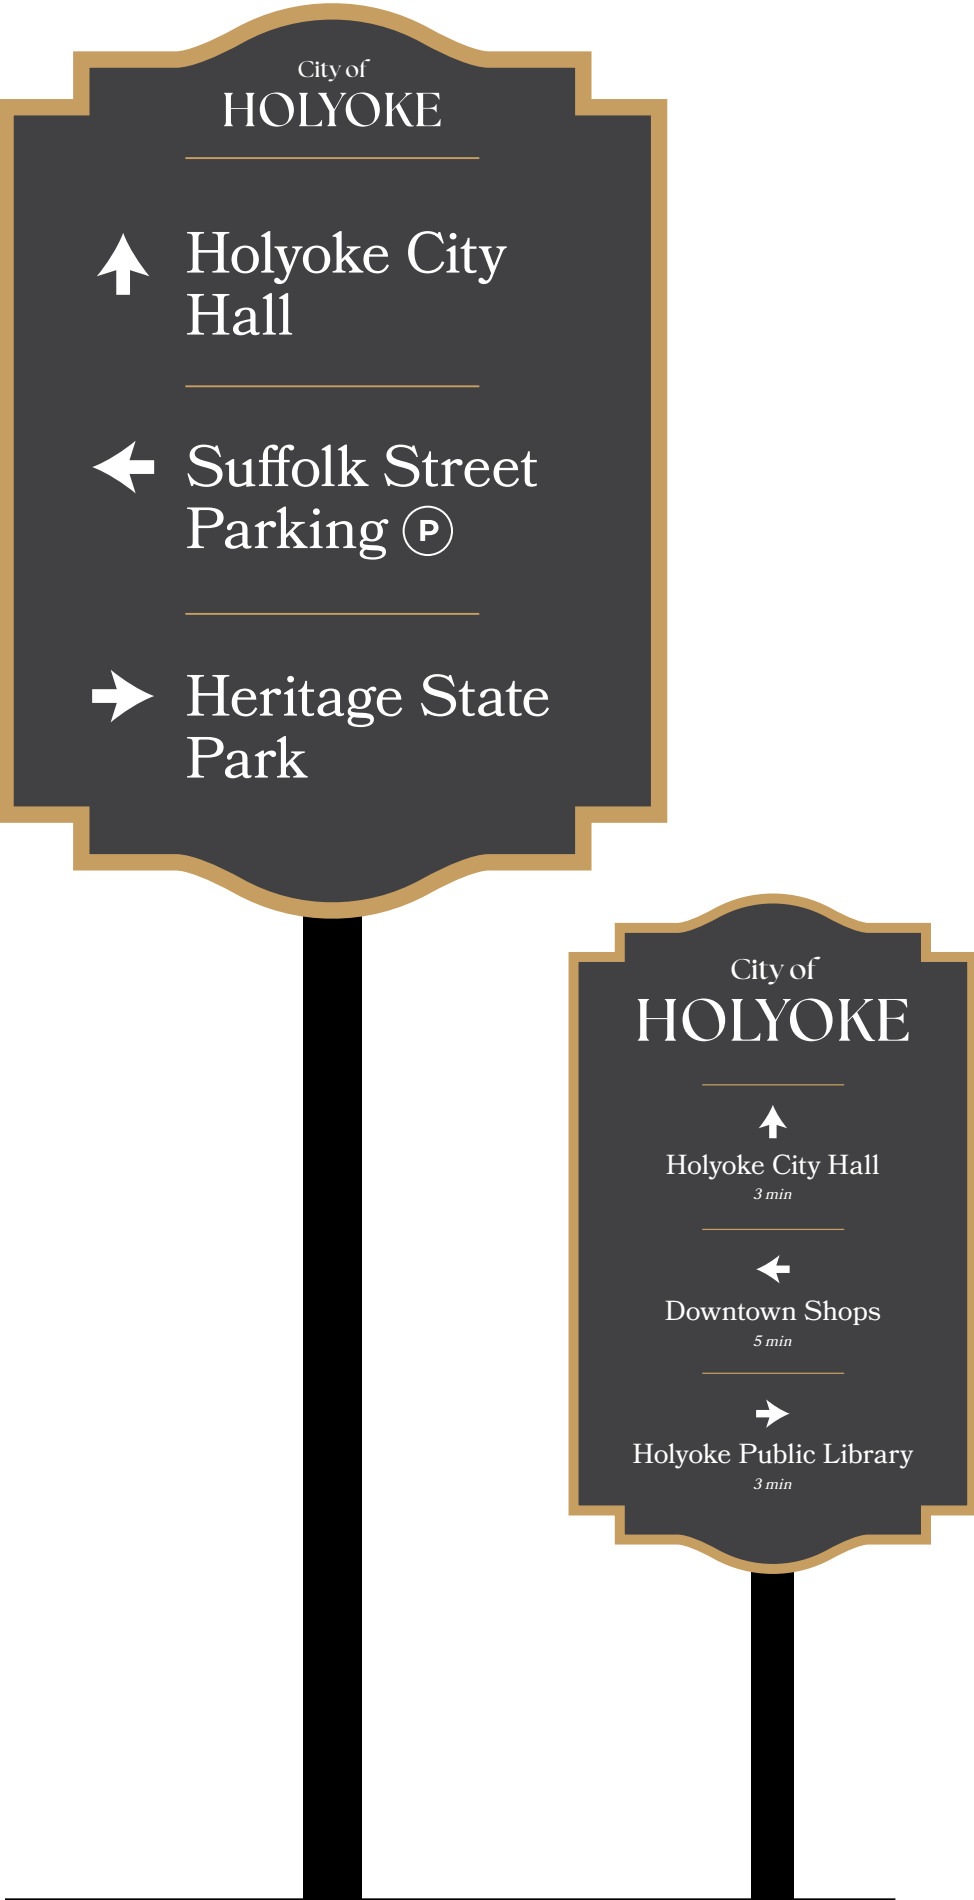 City of
HOLYOKE
Holyoke City
Hall
Suffolk Street
Parking P
Heritage State
Park
City of
HOLYOKE
Holyoke City Hall
3 min
Downtown Shops
5 min
Holyoke Public Library
3 min